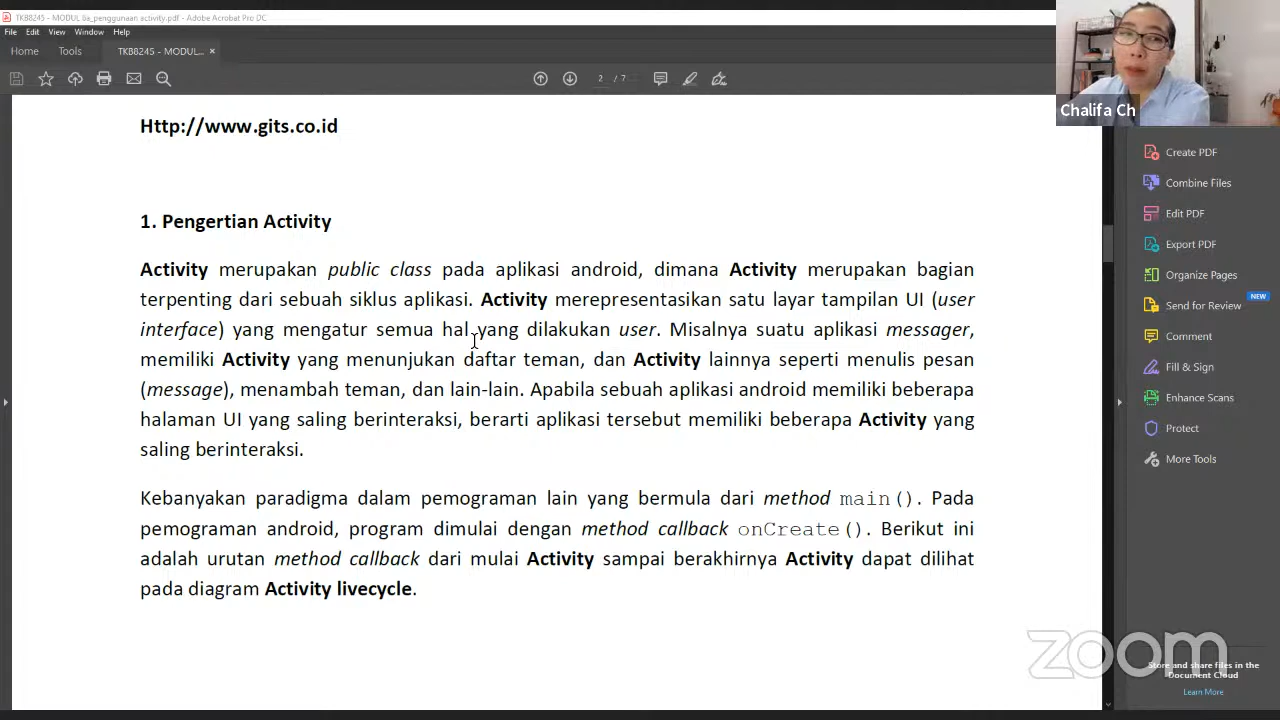 TKB8245 - MODUL 6a_penggunaan activity.pdf - Adobe Acrobat Pro DC
File Edit View Window Help
Home Tools TKB8245 - MODUL... ×
2 / 7
Chalifa Ch
Http://www.gits.co.id
1. Pengertian Activity
Activity merupakan public class pada aplikasi android, dimana Activity merupakan bagian
terpenting dari sebuah siklus aplikasi. Activity merepresentasikan satu layar tampilan UI (user
interface) yang mengatur semua hal yang dilakukan user. Misalnya suatu aplikasi messager,
memiliki Activity yang menunjukan daftar teman, dan Activity lainnya seperti menulis pesan
(message), menambah teman, dan lain-lain. Apabila sebuah aplikasi android memiliki beberapa
halaman UI yang saling berinteraksi, berarti aplikasi tersebut memiliki beberapa Activity yang
saling berinteraksi.
Kebanyakan paradigma dalam pemograman lain yang bermula dari method main(). Pada
pemograman android, program dimulai dengan method callback onCreate(). Berikut ini
adalah urutan method callback dari mulai Activity sampai berakhirnya Activity dapat dilihat
pada diagram Activity livecycle.
Create PDF
Combine Files
Edit PDF
Export PDF
Organize Pages
NEW
Send for Review
Comment
Fill & Sign
Enhance Scans
Protect
More Tools
zoom
Store and share files in the
Document Cloud
Learn More